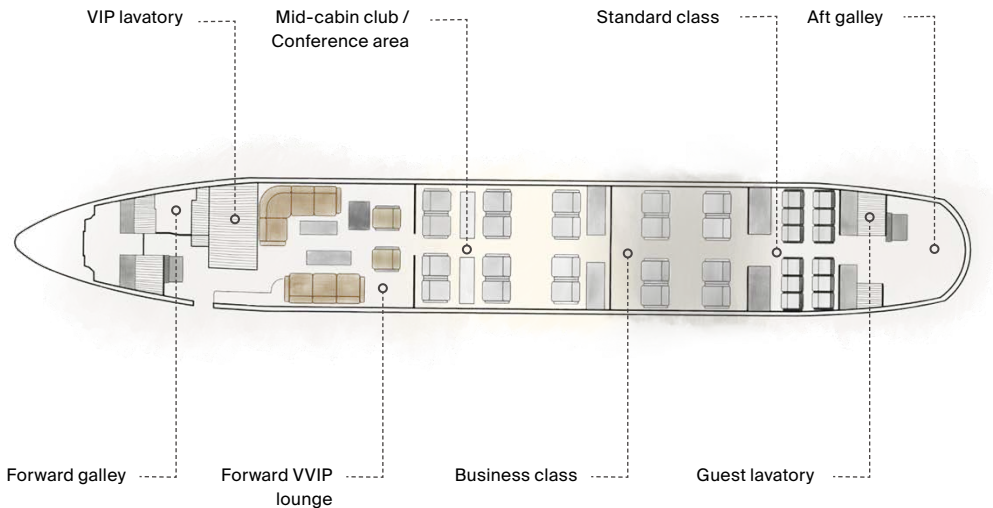 VIP lavatory
Mid-cabin club /
Conference area
Standard class
Aft galley
Forward galley
Forward VVIP
lounge
Business class
Guest lavatory